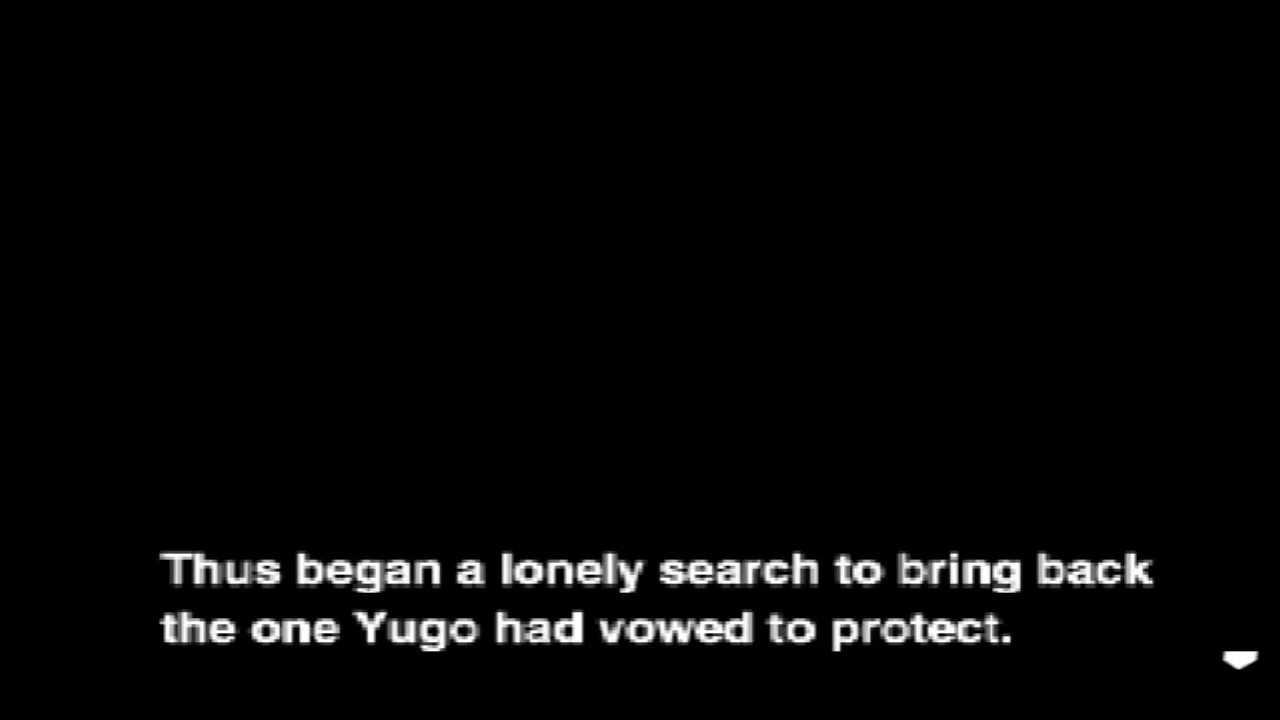 Thus began a lonely search to bring back
the one Yugo had vowed to protect.